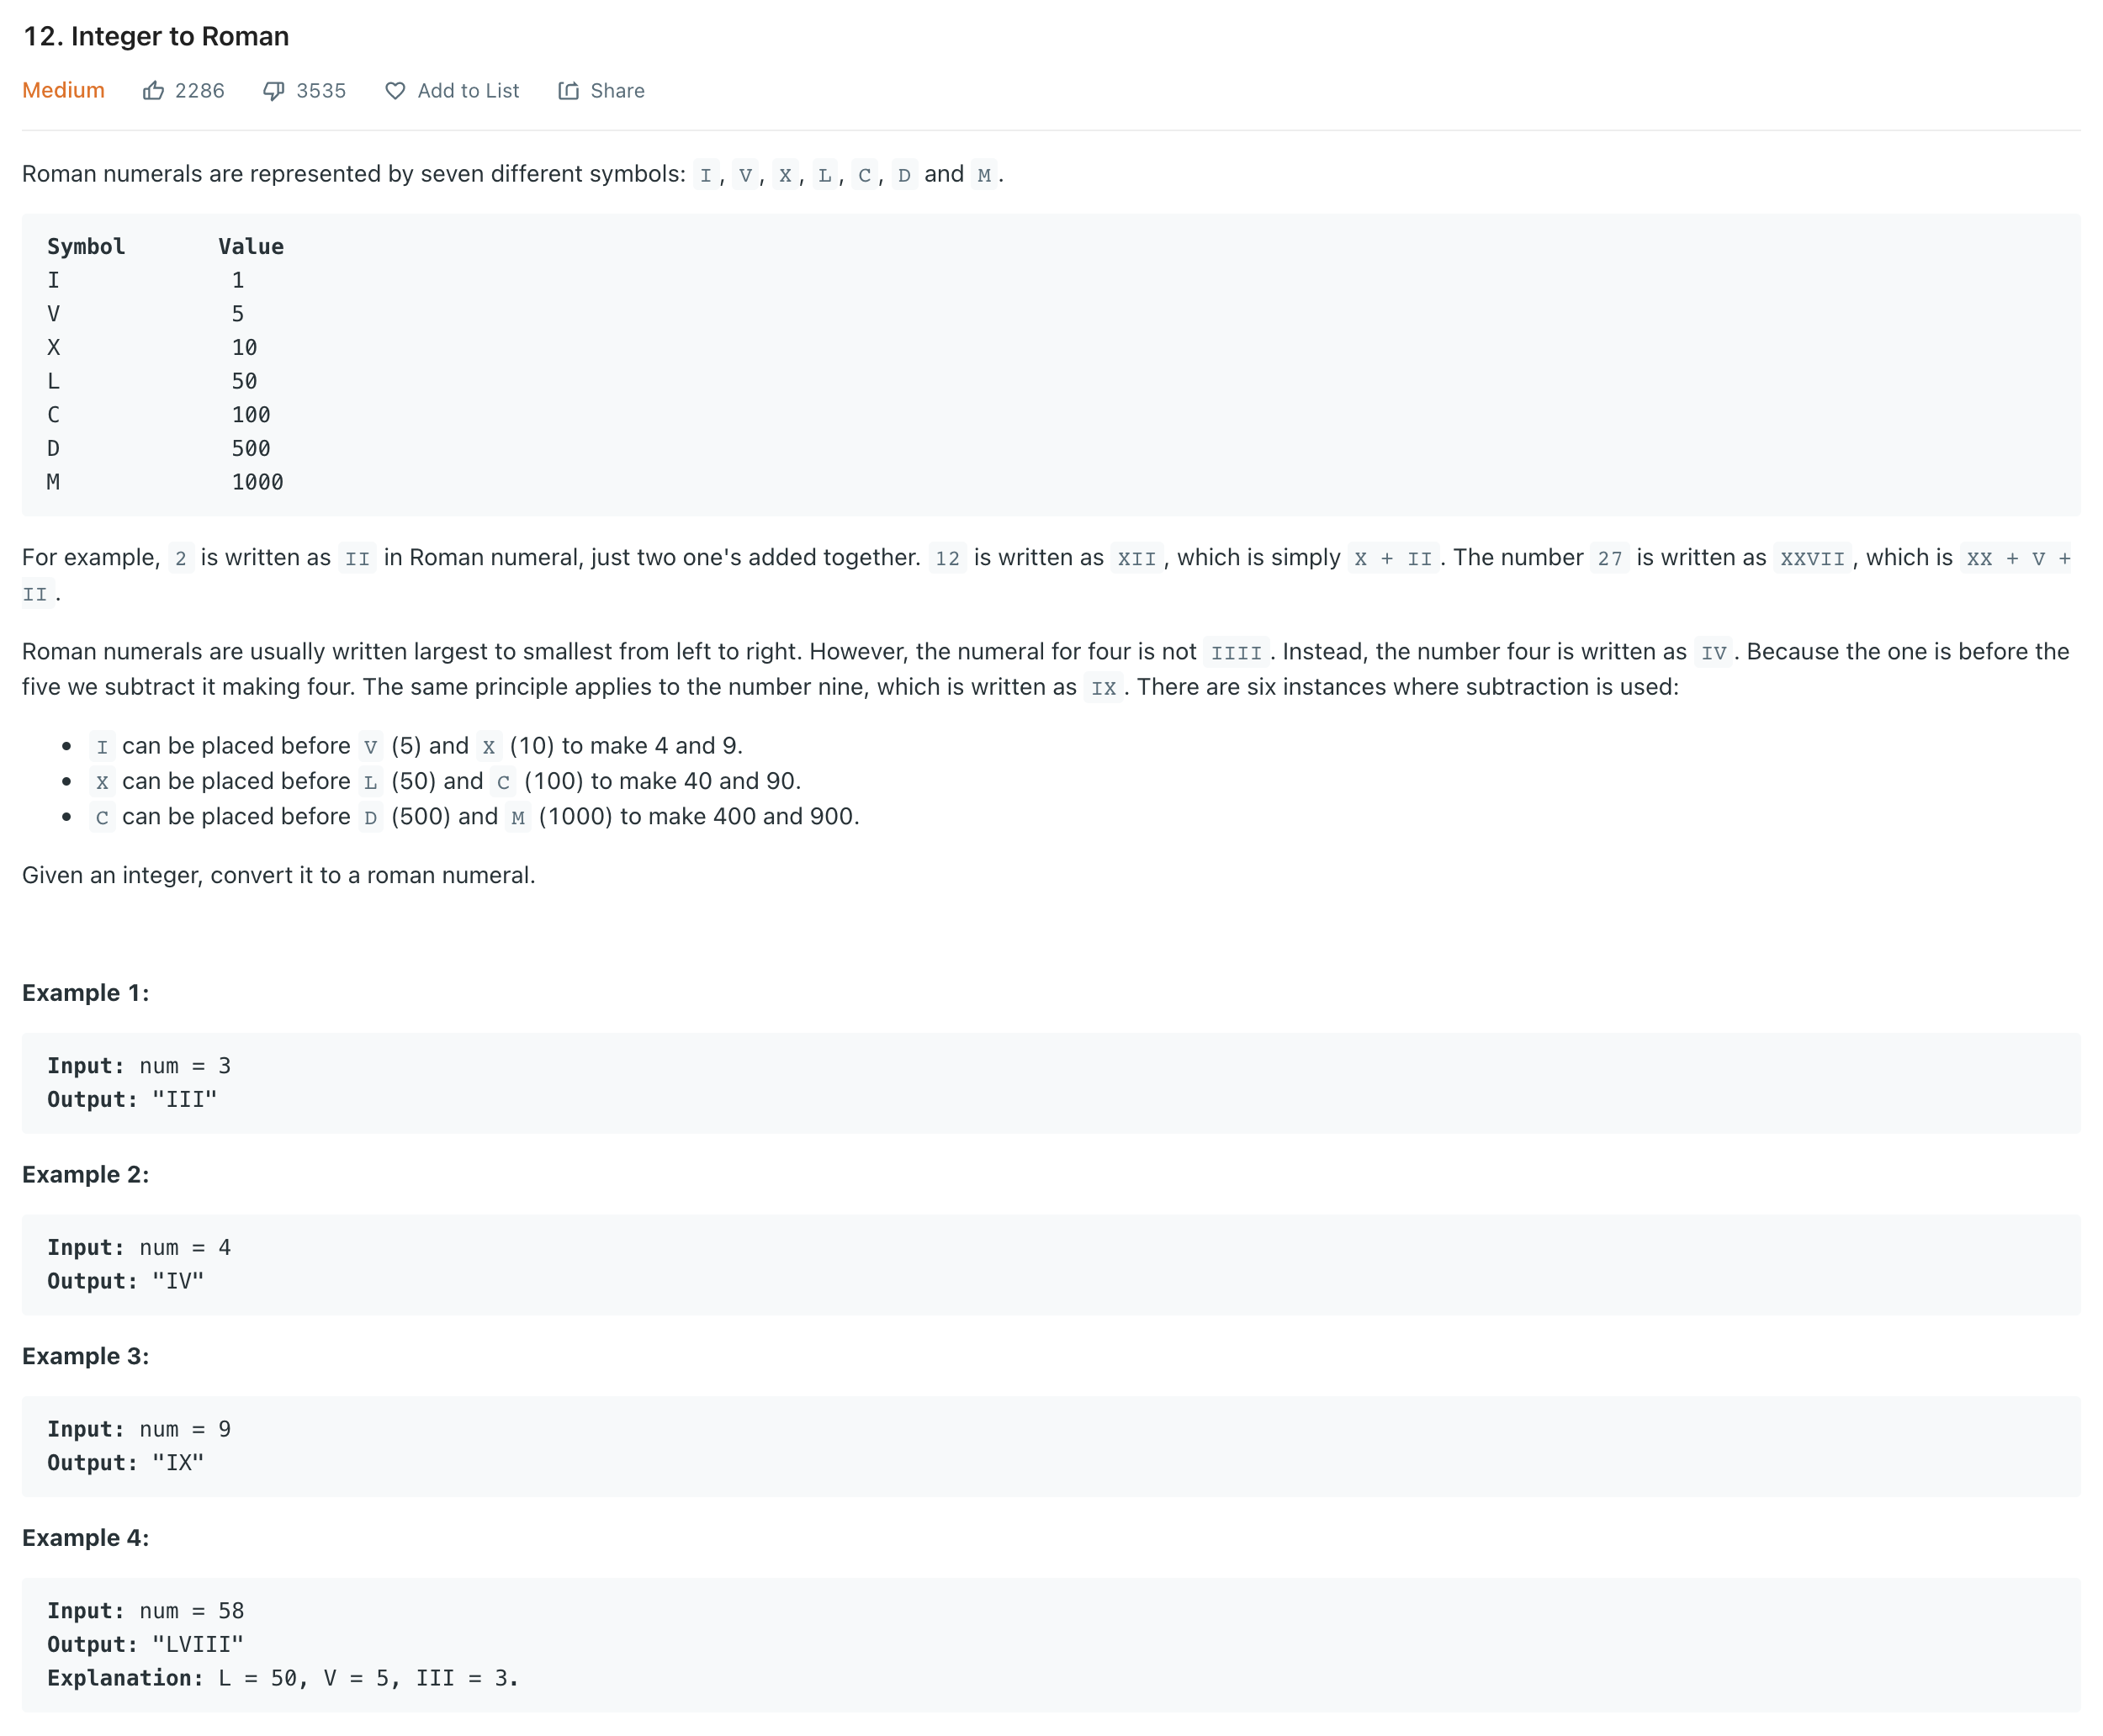 12. Integer to Roman
Medium 2286 3535 Add to List Share
Roman numerals are represented by seven different symbols: I, V, X, L, C, D and M.
Symbol Value
I 1
V 5
X 10
L 50
C 100
D 500
M 1000
For example, 2 is written as II in Roman numeral, just two one's added together. 12 is written as XII, which is simply X + II. The number 27 is written as XXVII, which is XX + V +
II.
Roman numerals are usually written largest to smallest from left to right. However, the numeral for four is not IIII. Instead, the number four is written as IV. Because the one is before the
five we subtract it making four. The same principle applies to the number nine, which is written as IX. There are six instances where subtraction is used:
• I can be placed before V (5) and X (10) to make 4 and 9.
• X can be placed before L (50) and C (100) to make 40 and 90.
• C can be placed before D (500) and M (1000) to make 400 and 900.
Given an integer, convert it to a roman numeral.
Example 1:
Input: num = 3
Output: "III"
Example 2:
Input: num = 4
Output: "IV"
Example 3:
Input: num = 9
Output: "IX"
Example 4:
Input: num = 58
Output: "LVIII"
Explanation: L = 50, V = 5, III = 3.